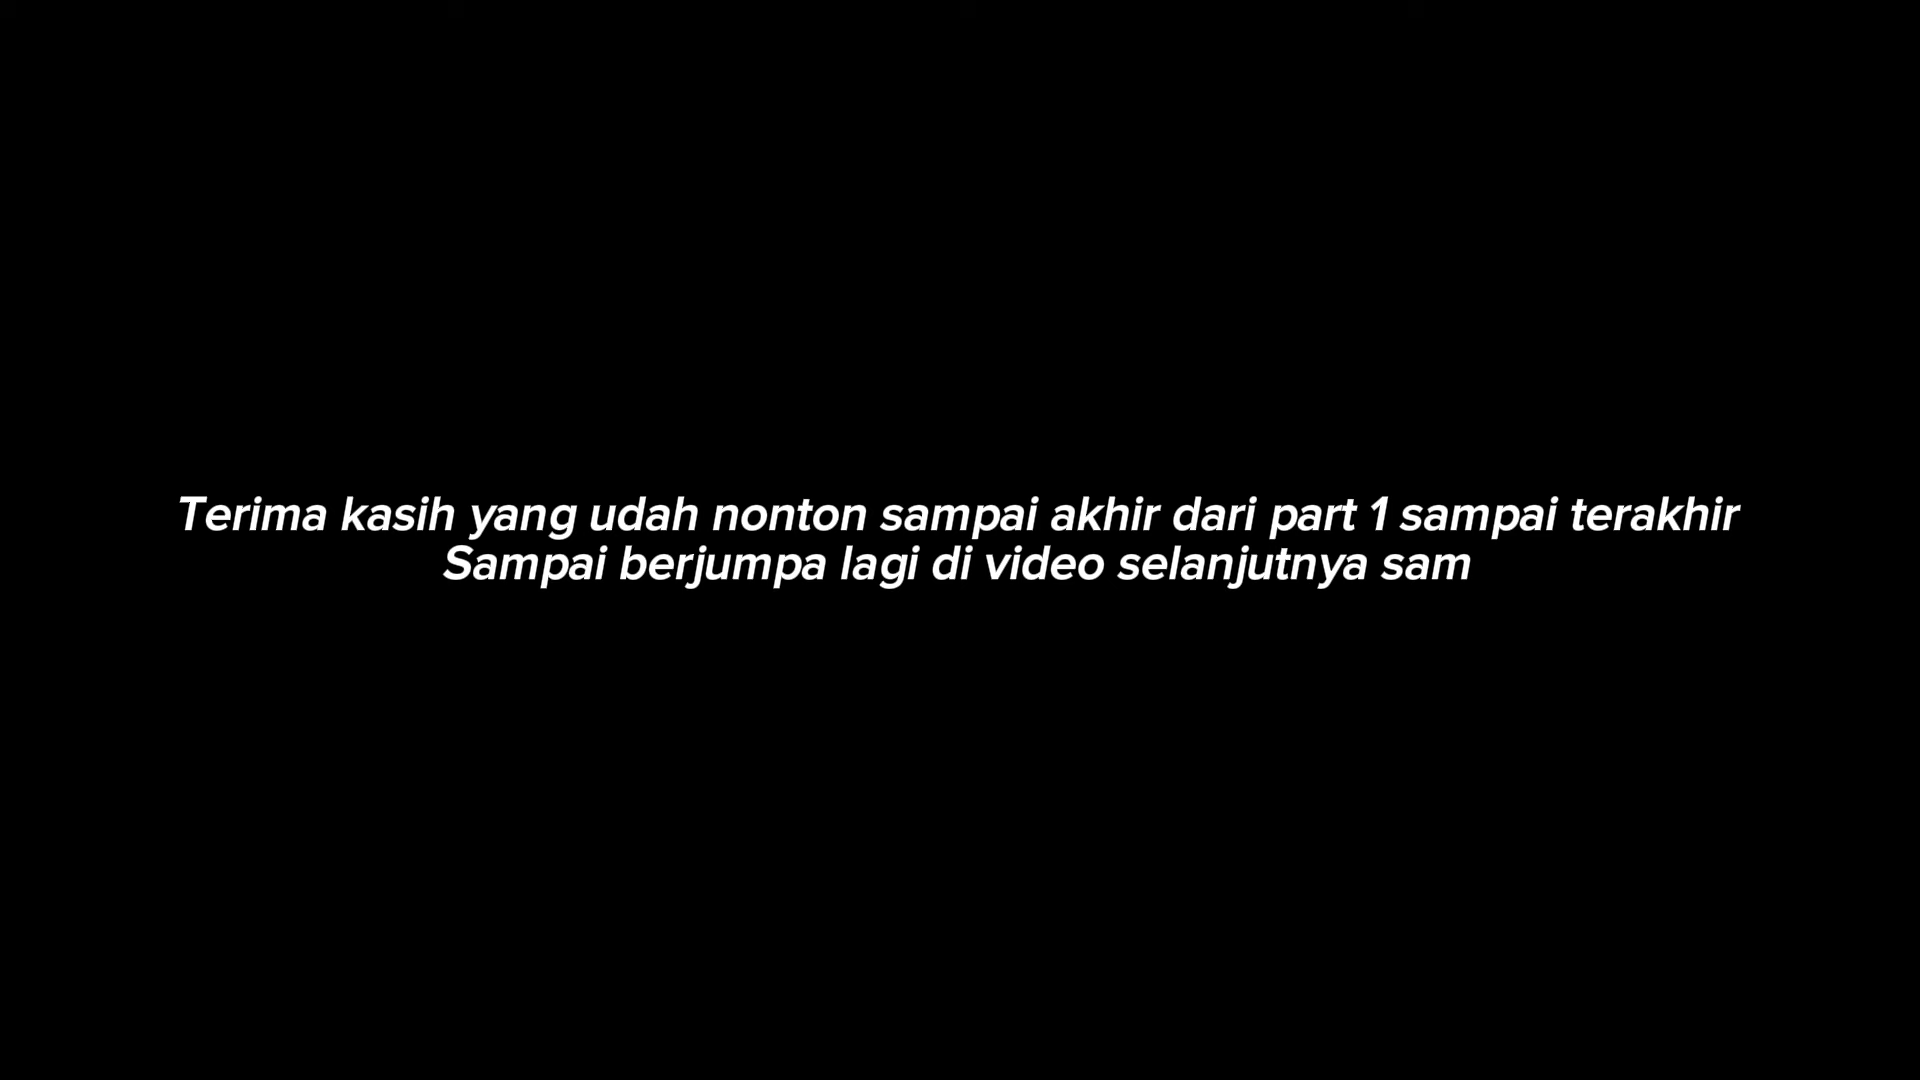 Terima kasih yang udah nonton sampai akhir dari part 1 sampai terakhir
Sampai berjumpa lagi di video selanjutnya sam